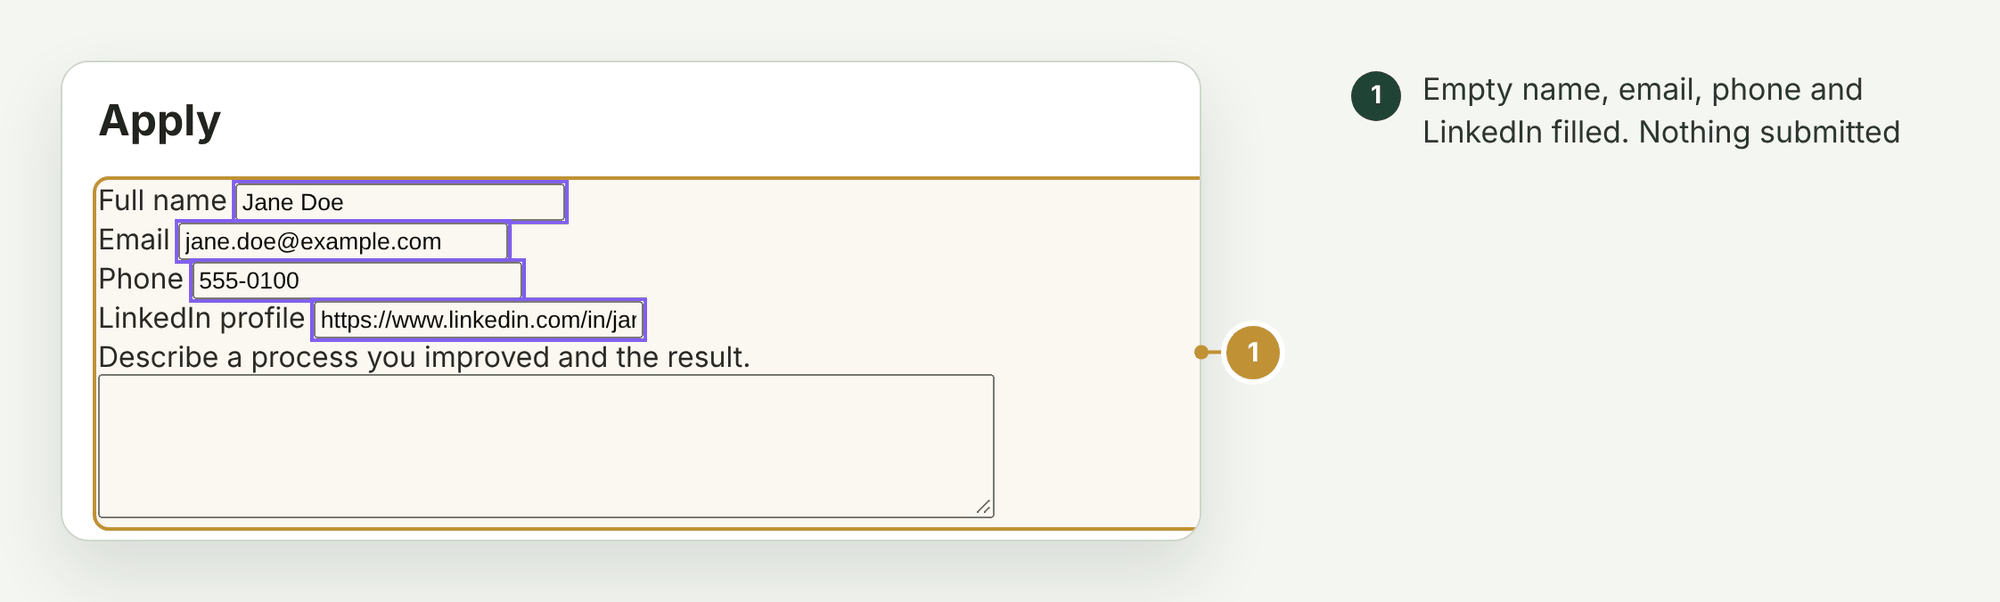 Apply
Full name Jane Doe
Email jane.doe@example.com
Phone 555-0100
LinkedIn profile https://www.linkedin.com/in/jan
Describe a process you improved and the result.
1
1 Empty name, email, phone and
LinkedIn filled. Nothing submitted